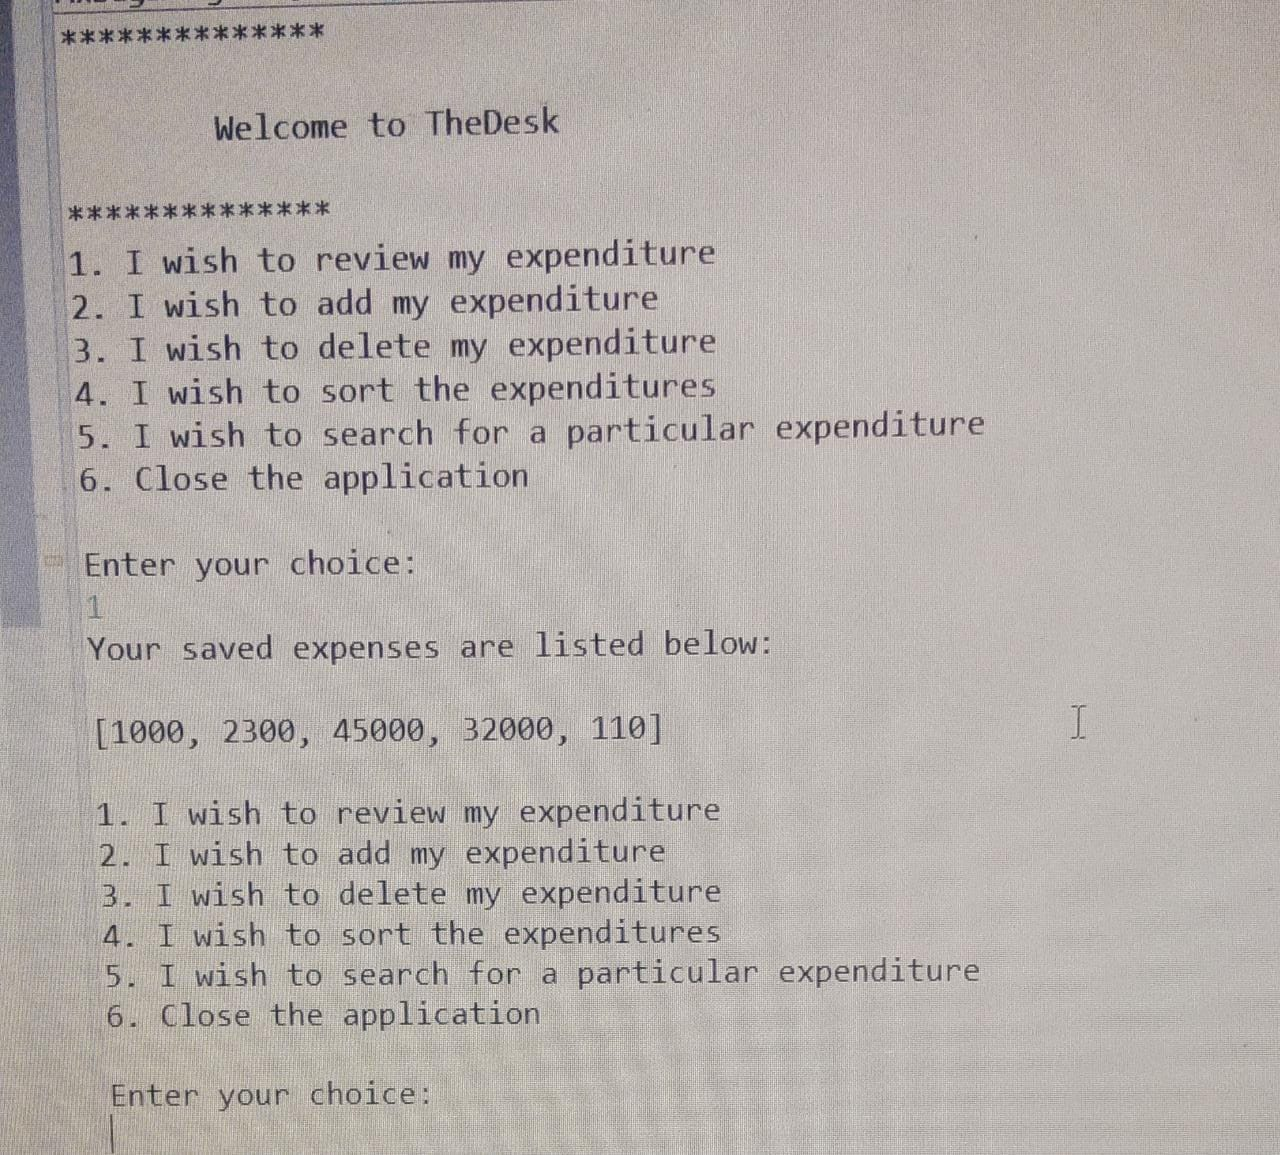 **************
Welcome to TheDesk
**************
1. I wish to review my expenditure
2. I wish to add my expenditure
3. I wish to delete my expenditure
4. I wish to sort the expenditures
5. I wish to search for a particular expenditure
6. Close the application
Enter your choice:
1
Your saved expenses are listed below:
[1000, 2300, 45000, 32000, 110]
1. I wish to review my expenditure
2. I wish to add my expenditure
3. I wish to delete my expenditure
4. I wish to sort the expenditures
5. I wish to search for a particular expenditure
6. Close the application
Enter your choice: